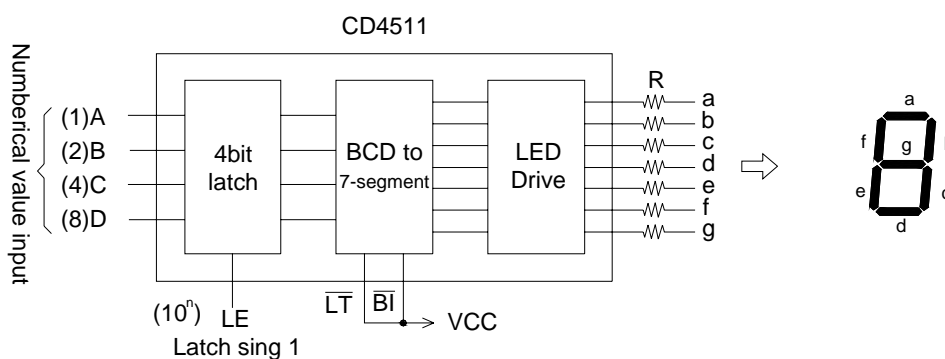 CD4511
Numberical value input
(1)A
(2)B
(4)C
(8)D
4bit
latch
BCD to
7-segment
LED
Drive
R
a
b
c
d
e
f
g
a
f
g
e
d
(10ⁿ)
LE
LT
BI
VCC
Latch sing 1